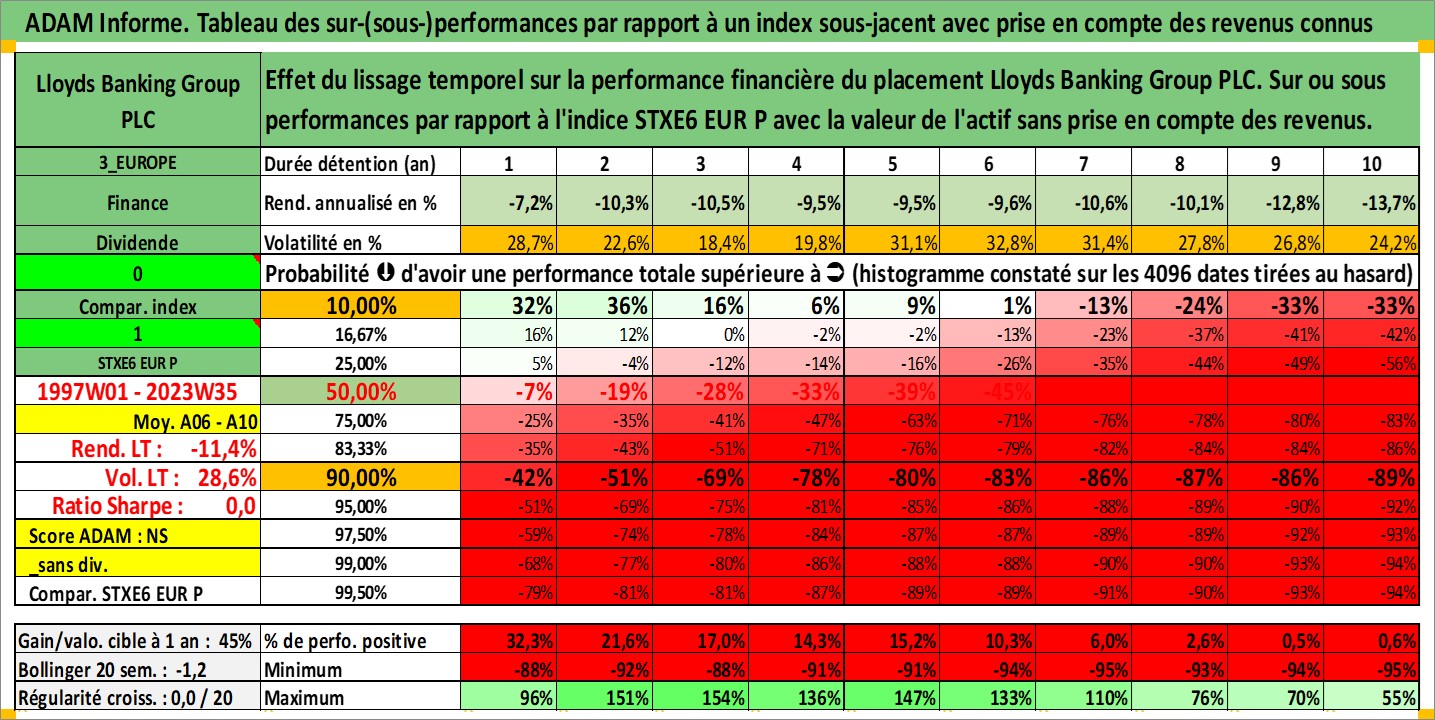 ADAM Informe. Tableau des sur-(sous-)performances par rapport à un index sous-jacent avec prise en compte des revenus connus
Lloyds Banking Group PLC
Effet du lissage temporel sur la performance financière du placement Lloyds Banking Group PLC. Sur ou sous
performances par rapport à l'indice STXE6 EUR P avec la valeur de l'actif sans prise en compte des revenus.
3_EUROPE Durée détention (an) 1 2 3 4 5 6 7 8 9 10
Finance Rend. annualisé en % -7,2% -10,3% -10,5% -9,5% -9,5% -9,6% -10,6% -10,1% -12,8% -13,7%
Dividende Volatilité en % 28,7% 22,6% 18,4% 19,8% 31,1% 32,8% 31,4% 27,8% 26,8% 24,2%
0 Probabilité d'avoir une performance totale supérieure à (histogramme constaté sur les 4096 dates tirées au hasard)
Compar. index 10,00% 32% 36% 16% 6% 9% 1% -13% -24% -33% -33%
1 16,67% 16% 12% 0% -2% -2% -13% -23% -37% -41% -42%
STXE6 EUR P 25,00% 5% -4% -12% -14% -16% -26% -35% -44% -49% -56%
1997W01 - 2023W35 50,00% -7% -19% -28% -33% -39% -45%
Moy. A06 - A10 75,00% -25% -35% -41% -47% -63% -71% -76% -78% -80% -83%
Rend. LT : -11,4% 83,33% -35% -43% -51% -71% -76% -79% -82% -84% -84% -86%
Vol. LT : 28,6% 90,00% -42% -51% -69% -78% -80% -83% -86% -87% -86% -89%
Ratio Sharpe : 0,0 95,00% -51% -69% -75% -81% -85% -86% -88% -89% -90% -92%
Score ADAM : NS 97,50% -59% -74% -78% -84% -87% -87% -89% -89% -92% -93%
_sans div. 99,00% -68% -77% -80% -86% -88% -88% -90% -90% -93% -94%
Compar. STXE6 EUR P 99,50% -79% -81% -81% -87% -89% -89% -91% -90% -93% -94%
Gain/valo. cible à 1 an : 45% % de perfo. positive 32,3% 21,6% 17,0% 14,3% 15,2% 10,3% 6,0% 2,6% 0,5% 0,6%
Bollinger 20 sem. : -1,2 Minimum -88% -92% -88% -91% -91% -94% -95% -93% -94% -95%
Régularité croiss. : 0,0 / 20 Maximum 96% 151% 154% 136% 147% 133% 110% 76% 70% 55%